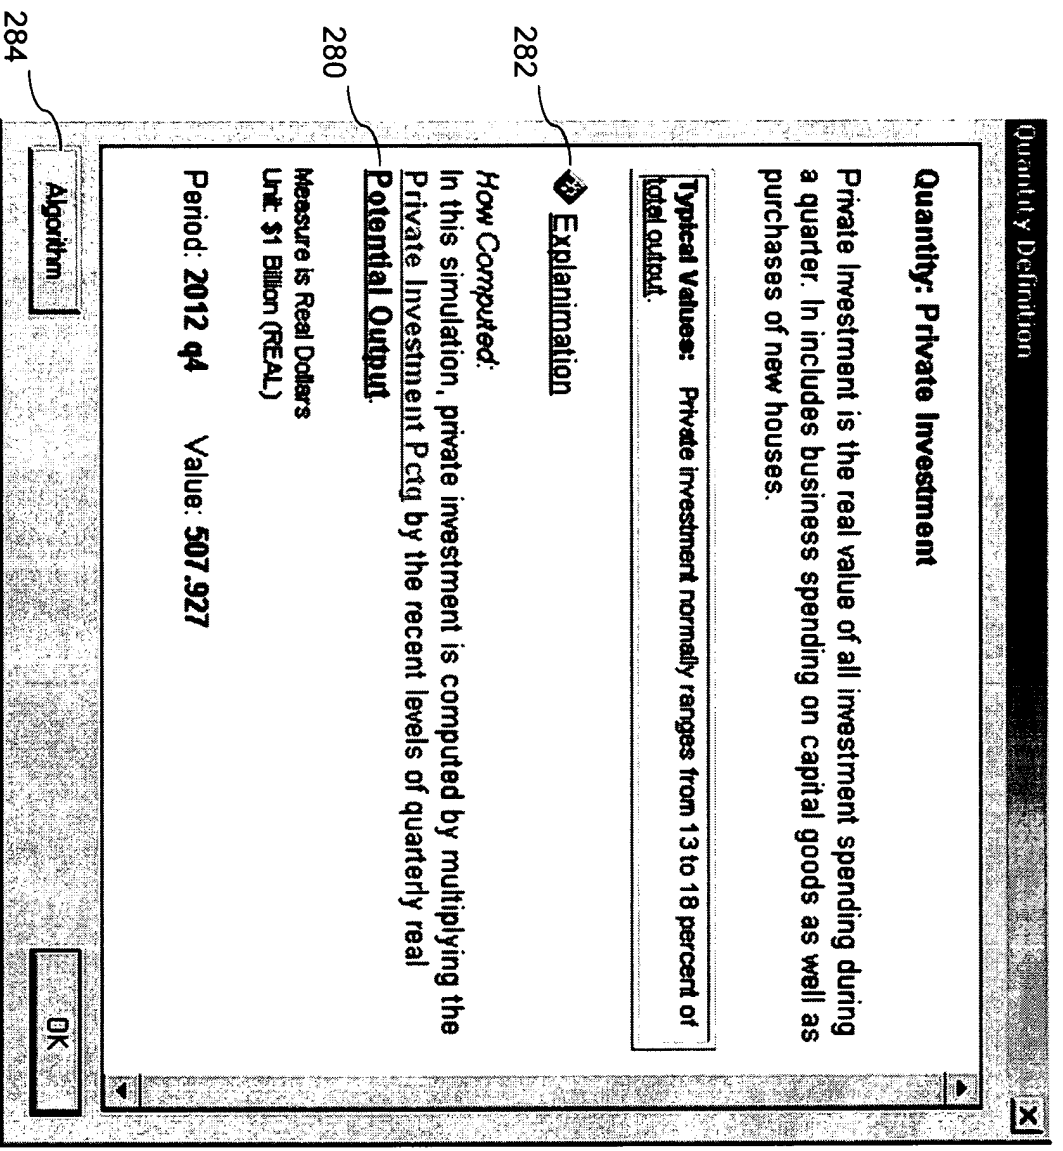 Quantity Definition
Quantity: Private Investment
Private Investment is the real value of all investment spending during
a quarter. In includes business spending on capital goods as well as
purchases of new houses.
Typical Values: Private investment normally ranges from 13 to 18 percent of
total output.
282
Explanimation
How Computed:
In this simulation, private investment is computed by multiplying the
Private Investment Pctg by the recent levels of quarterly real
280
Potential Output.
Measure is Real Dollars
Unit: $1 Billion (REAL)
Period: 2012 q4 Value: 507.927
284
Algorithm
OK